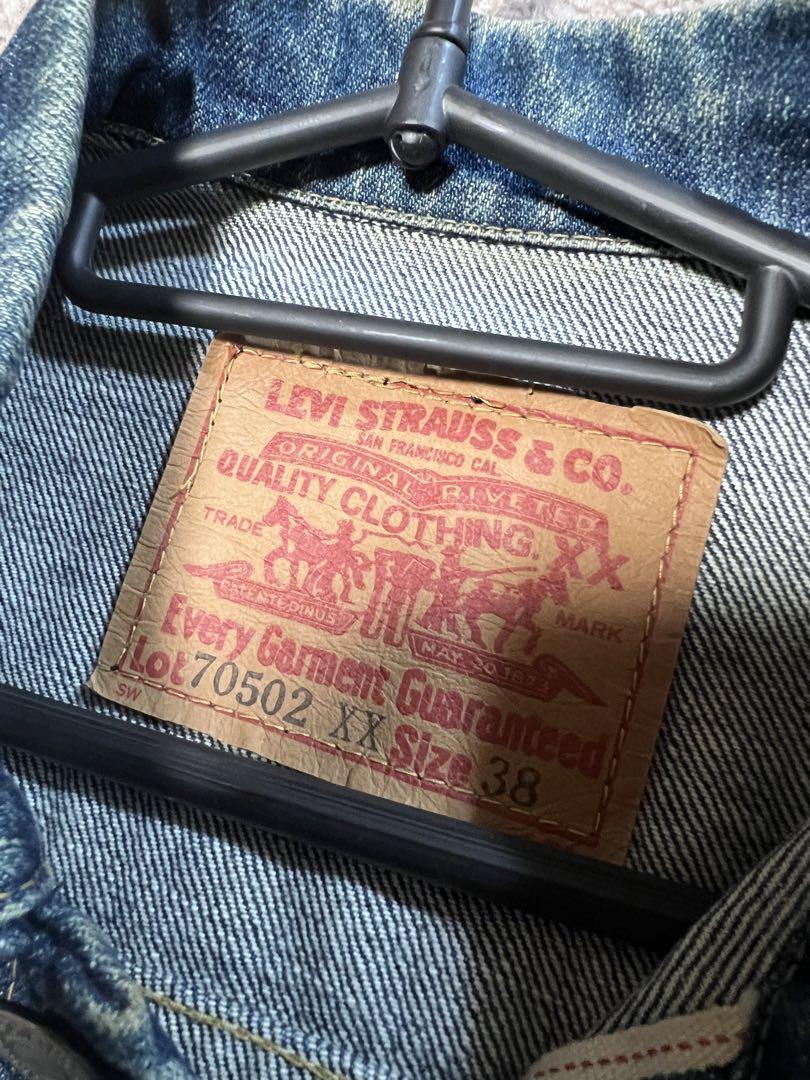 LEVI STRAUSS & CO.
SAN FRANCISCO CAL.
ORIGINAL RIVETED
QUALITY CLOTHING. XX
TRADE MARK
PATENTED IN U.S.
MAY 20 1873
Every Garment Guaranteed
Lot 70502 XX Size 38
SW